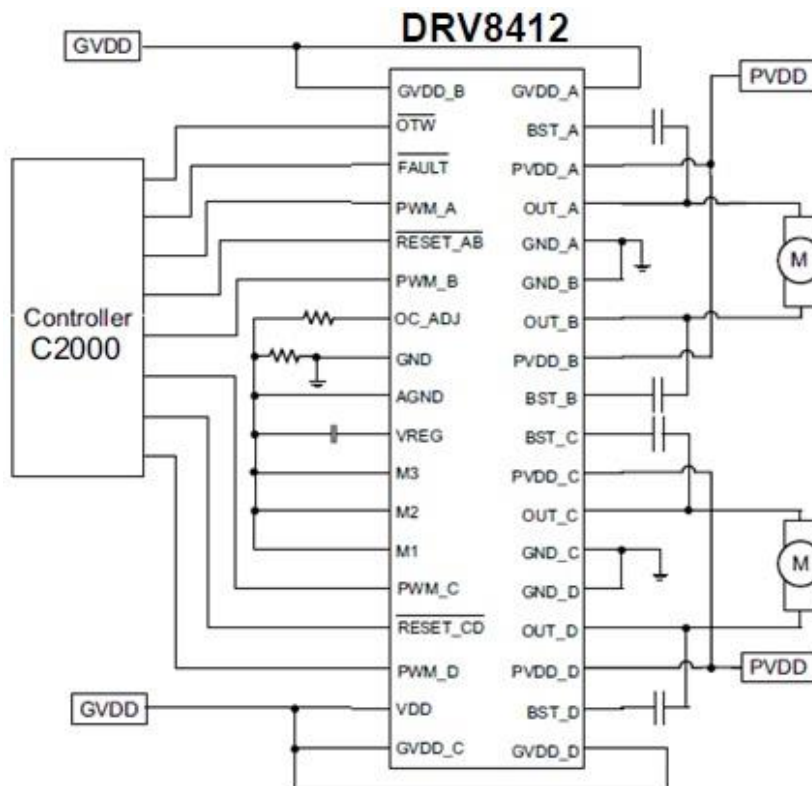 DRV8412
GVDD
PVDD
GVDD_B
GVDD_A
OTW
BST_A
FAULT
PVDD_A
PWM_A
OUT_A
RESET_AB
GND_A
PWM_B
GND_B
M
Controller
C2000
OC_ADJ
OUT_B
GND
PVDD_B
AGND
BST_B
VREG
BST_C
M3
PVDD_C
M2
OUT_C
M1
GND_C
M
PWM_C
GND_D
RESET_CD
OUT_D
PWM_D
PVDD_D
PVDD
GVDD
VDD
BST_D
GVDD_C
GVDD_D